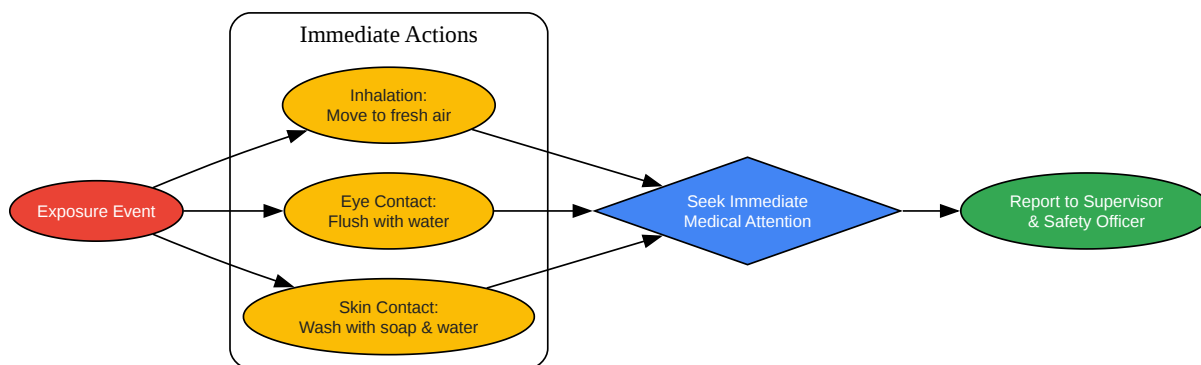 Immediate Actions
Inhalation:
Move to fresh air
Exposure Event
Eye Contact:
Flush with water
Seek Immediate
Medical Attention
Report to Supervisor
& Safety Officer
Skin Contact:
Wash with soap & water